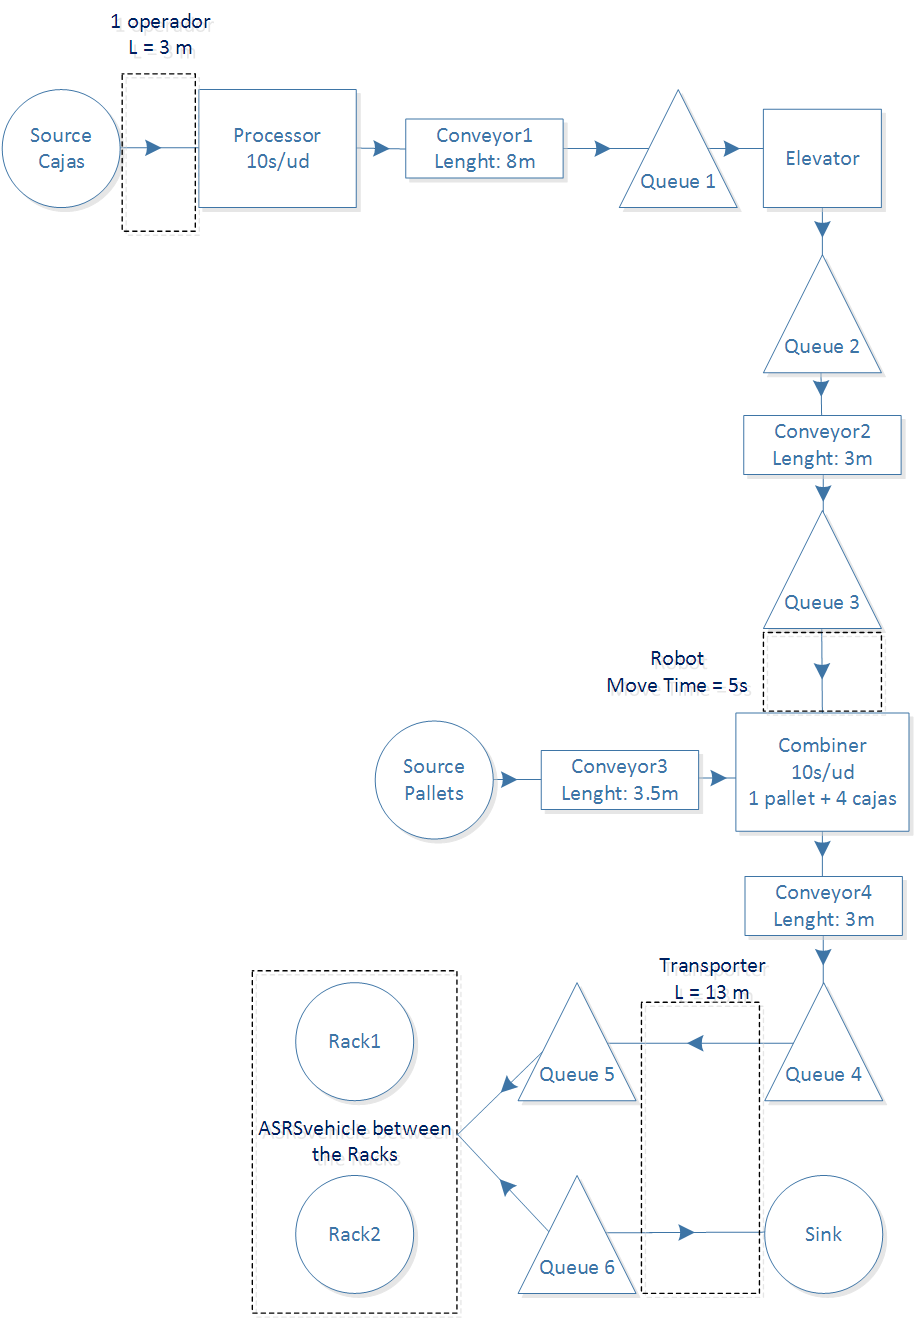 1 operador
L = 3 m
Source
Cajas
Processor
10s/ud
Conveyor1
Lenght: 8m
Queue 1
Elevator
Queue 2
Conveyor2
Lenght: 3m
Queue 3
Robot
Move Time = 5s
Source
Pallets
Conveyor3
Lenght: 3.5m
Combiner
10s/ud
1 pallet + 4 cajas
Conveyor4
Lenght: 3m
Transporter
L = 13 m
Rack1
Queue 5
Queue 4
ASRSvehicle between
the Racks
Rack2
Queue 6
Sink